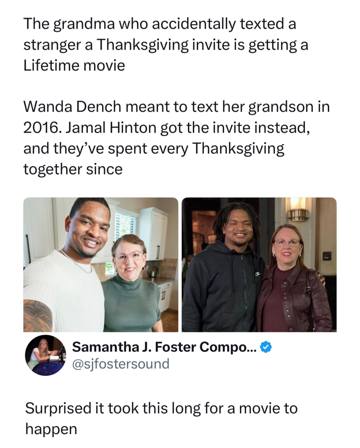 The grandma who accidentally texted a
stranger a Thanksgiving invite is getting a
Lifetime movie
Wanda Dench meant to text her grandson in
2016. Jamal Hinton got the invite instead,
and they've spent every Thanksgiving
together since
Samantha J. Foster Compo...
@sjfostersound
Surprised it took this long for a movie to
happen